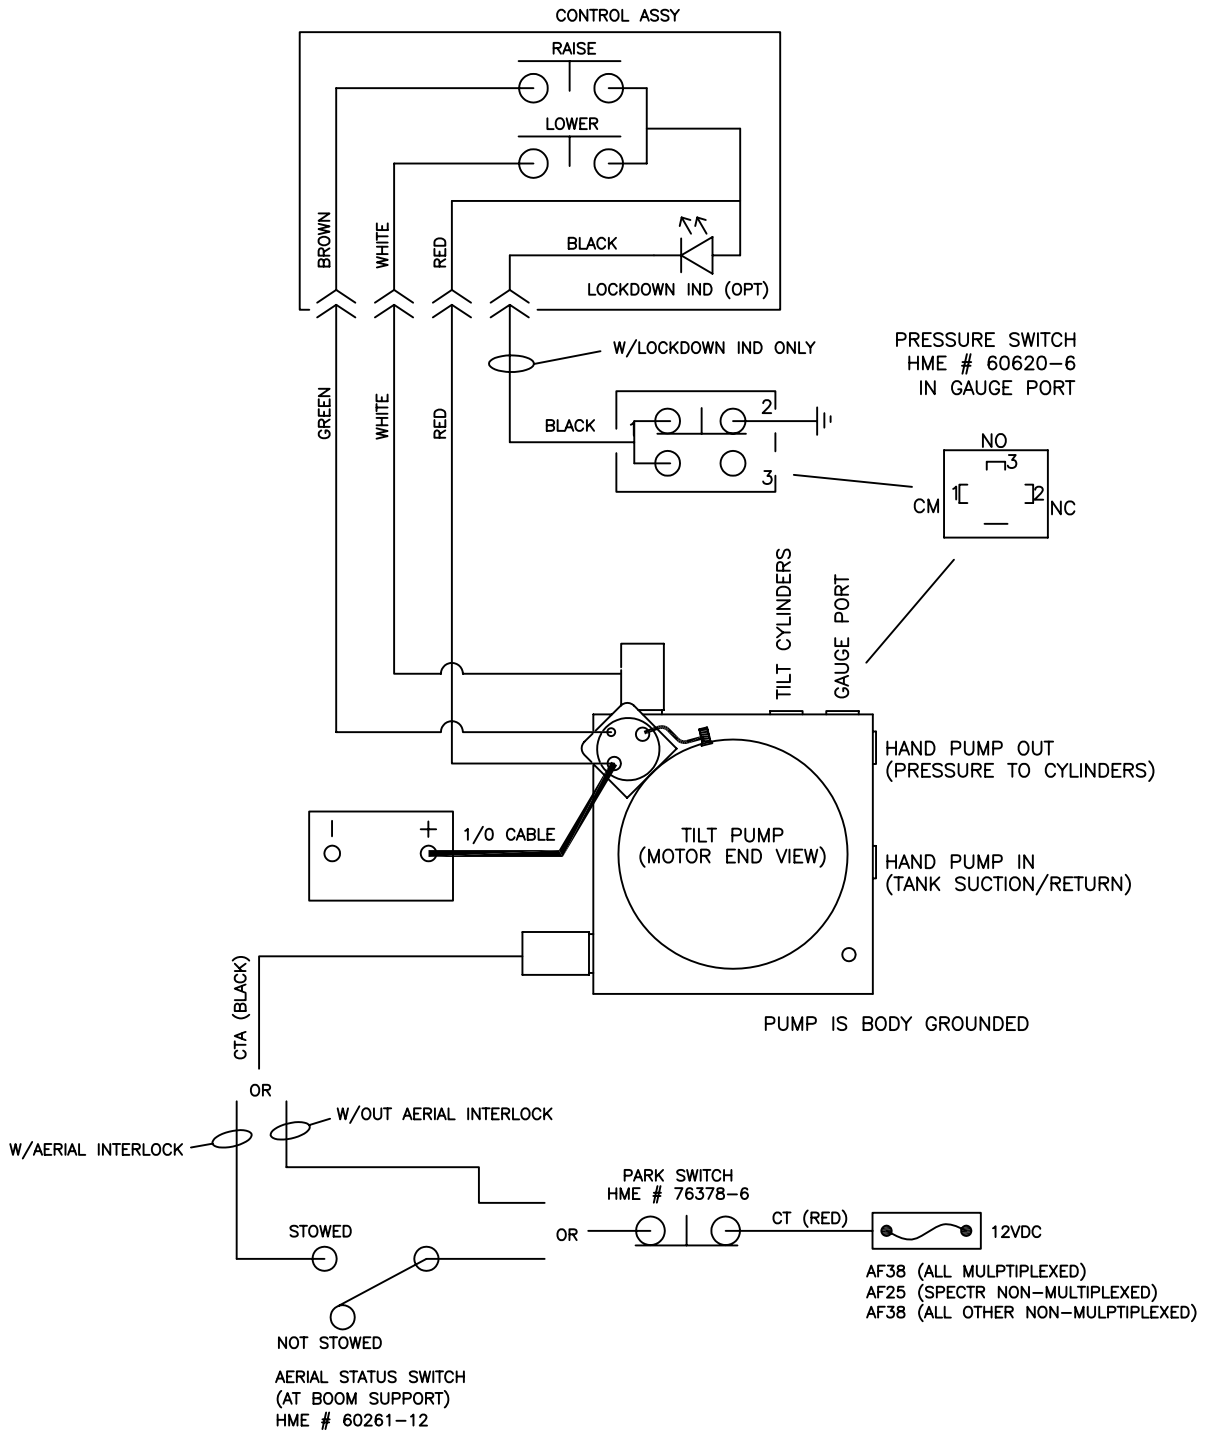 CONTROL ASSY
RAISE
LOWER
BROWN
WHITE
RED
BLACK
LOCKDOWN IND (OPT)
W/LOCKDOWN IND ONLY
PRESSURE SWITCH
HME # 60620-6
IN GAUGE PORT
GREEN
WHITE
RED
BLACK
2
3
NO
3
1
2
CM
NC
TILT CYLINDERS
GAUGE PORT
HAND PUMP OUT
(PRESSURE TO CYLINDERS)
- +
1/0 CABLE
TILT PUMP
(MOTOR END VIEW)
HAND PUMP IN
(TANK SUCTION/RETURN)
CTA (BLACK)
PUMP IS BODY GROUNDED
OR
W/OUT AERIAL INTERLOCK
W/AERIAL INTERLOCK
PARK SWITCH
HME # 76378-6
STOWED
OR
CT (RED)
12VDC
AF38 (ALL MULPTIPLEXED)
AF25 (SPECTR NON-MULTIPLEXED)
AF38 (ALL OTHER NON-MULPTIPLEXED)
NOT STOWED
AERIAL STATUS SWITCH
(AT BOOM SUPPORT)
HME # 60261-12